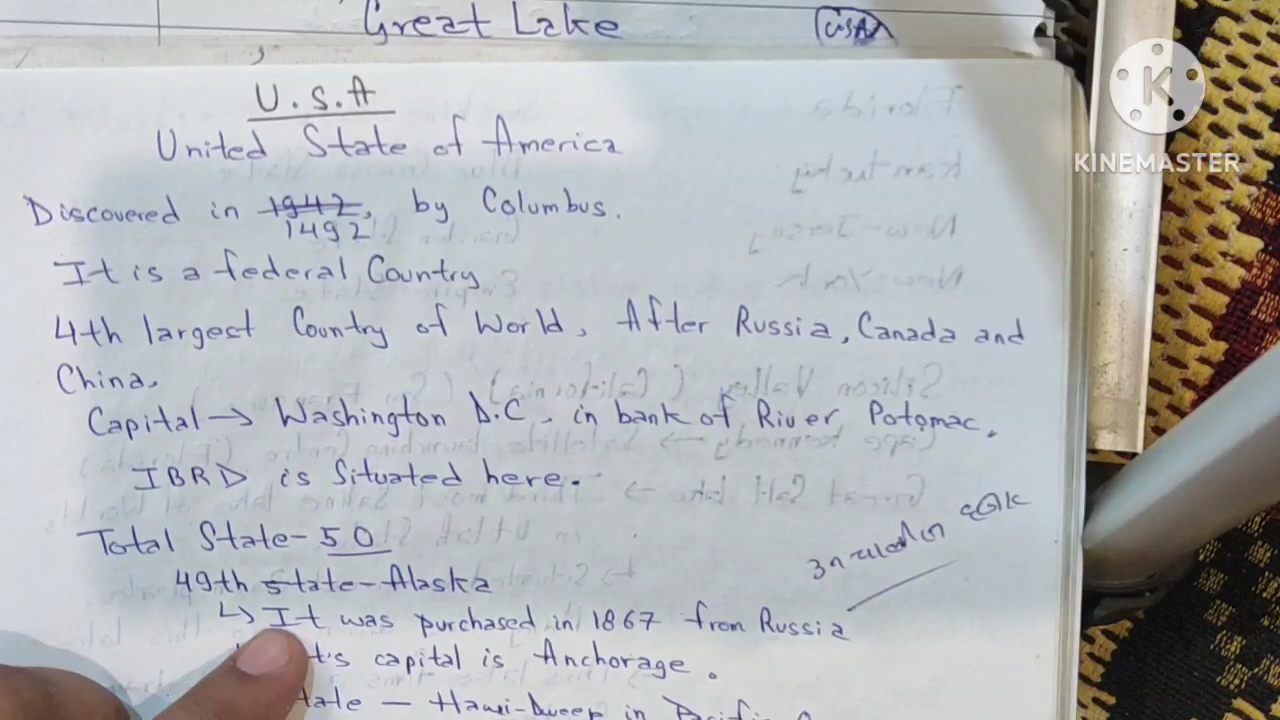 Great Lake
USA
U.S.A
United State of America
Discovered in 1942, by Columbus.
1492
It is a federal Country
4th largest Country of World, After Russia, Canada and
China,
Capital → Washington D.C, in bank of River Potomac.
IBRD is Situated here.
Total State - 50
49th State - Alaska
↳ It was purchased in 1867 from Russia
t's capital is Anchorage.
tate —
KINEMASTER